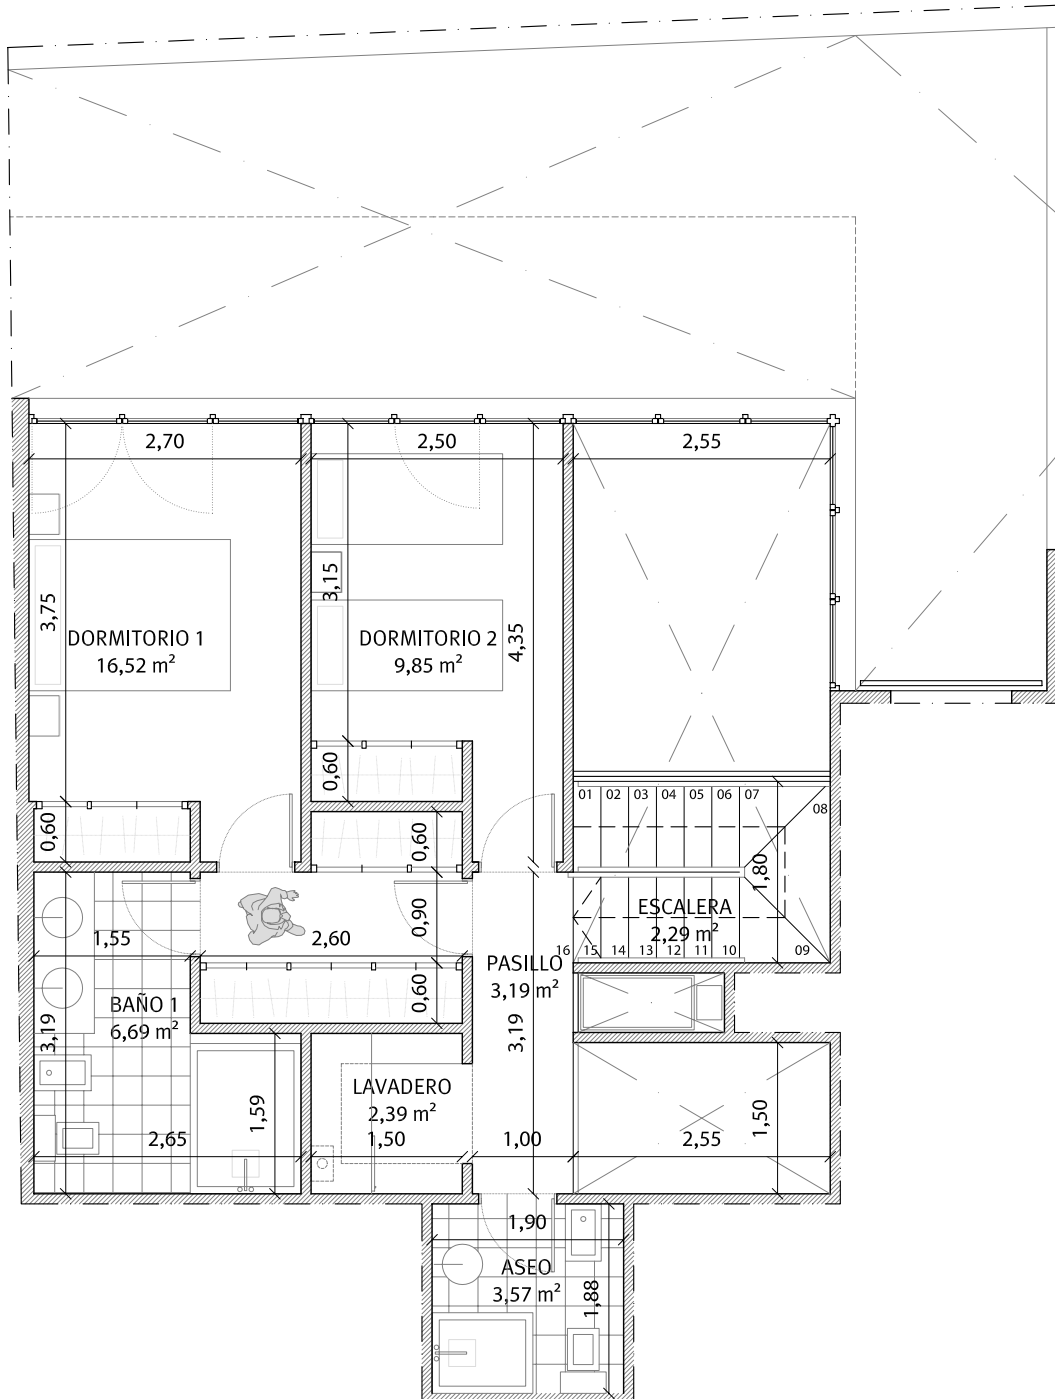 2,70
2,50
2,55
3,75
3,15
4,35
DORMITORIO 1
16,52 m²
DORMITORIO 2
9,85 m²
0,60
0,60
0,60
01
02
03
04
05
06
07
08
1,80
0,90
ESCALERA
2,29 m²
1,55
2,60
16
15
14
13
12
11
10
09
PASILLO
3,19 m²
0,60
BAÑO 1
6,69 m²
3,19
3,19
LAVADERO
2,39 m²
1,59
1,50
2,65
1,50
1,00
2,55
1,90
ASEO
3,57 m²
1,88